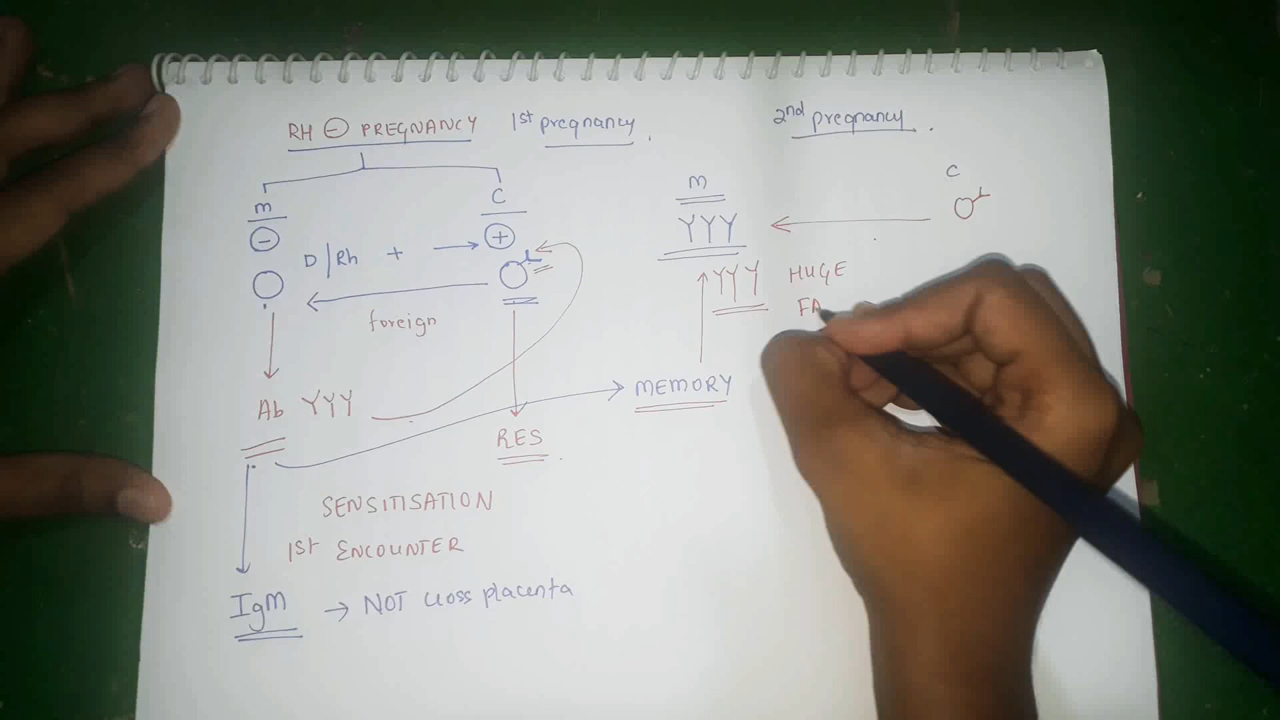 RH ⊖ PREGNANCY 1st pregnancy.
2nd pregnancy.
m
C
m
C
⊖
⊕
D/Rh +
YYY
foreign
YYY HUGE
FA
Ab YYY
MEMORY
RES
SENSITISATION
1st ENCOUNTER
IgM → NOT cross placenta